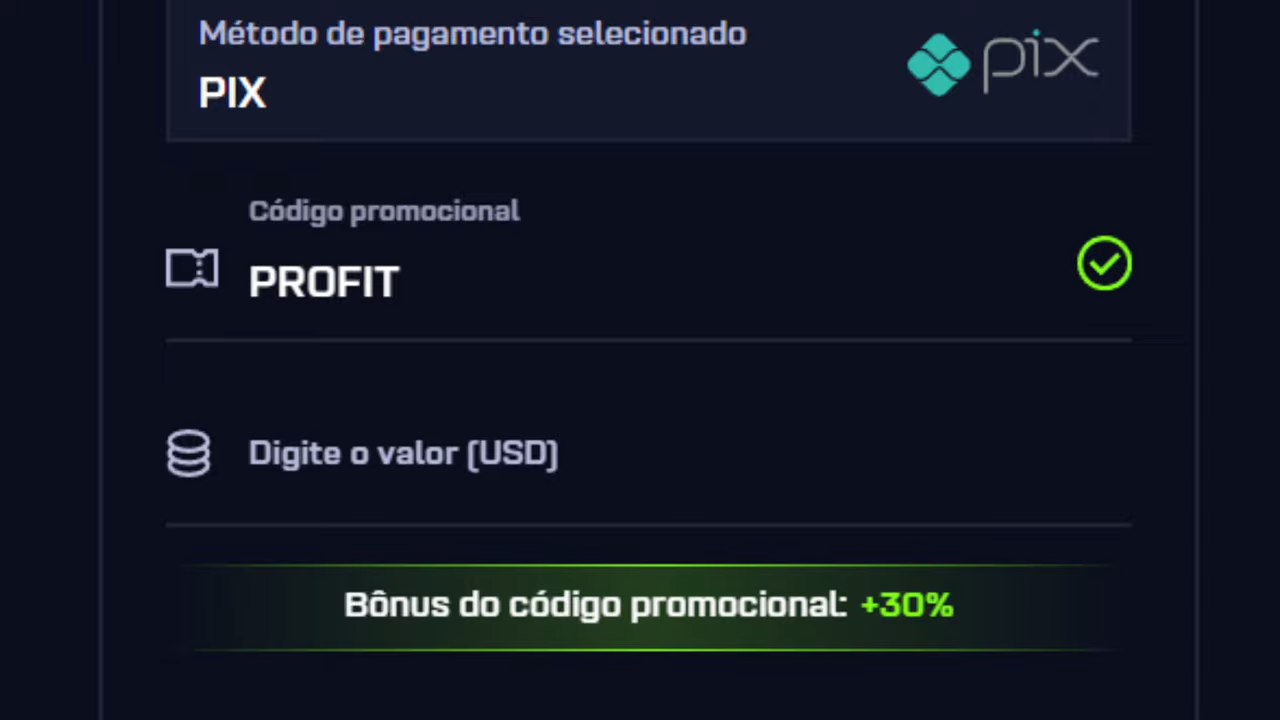 Método de pagamento selecionado
PIX
pix
Código promocional
PROFIT
Digite o valor (USD)
Bônus do código promocional: +30%